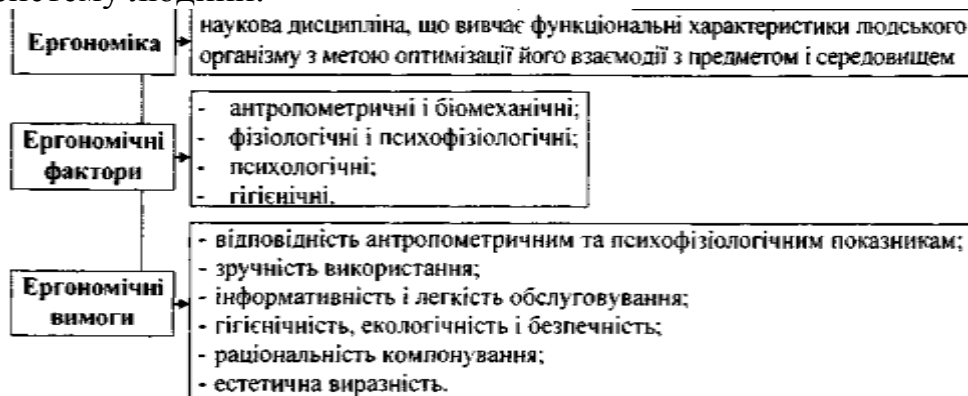 систему людини.
Ергономіка
наукова дисципліна, що вивчає функціональні характеристики людського
організму з метою оптимізації його взаємодії з предметом і середовищем
Ергономічні
фактори
- антропометричні і біомеханічні;
- фізіологічні і психофізіологічні;
- психологічні;
- гігієнічні.
Ергономічні
вимоги
- відповідність антропометричним та психофізіологічним показникам;
- зручність використання;
- інформативність і легкість обслуговування;
- гігієнічність, екологічність і безпечність;
- раціональність компонування;
- естетична виразність.